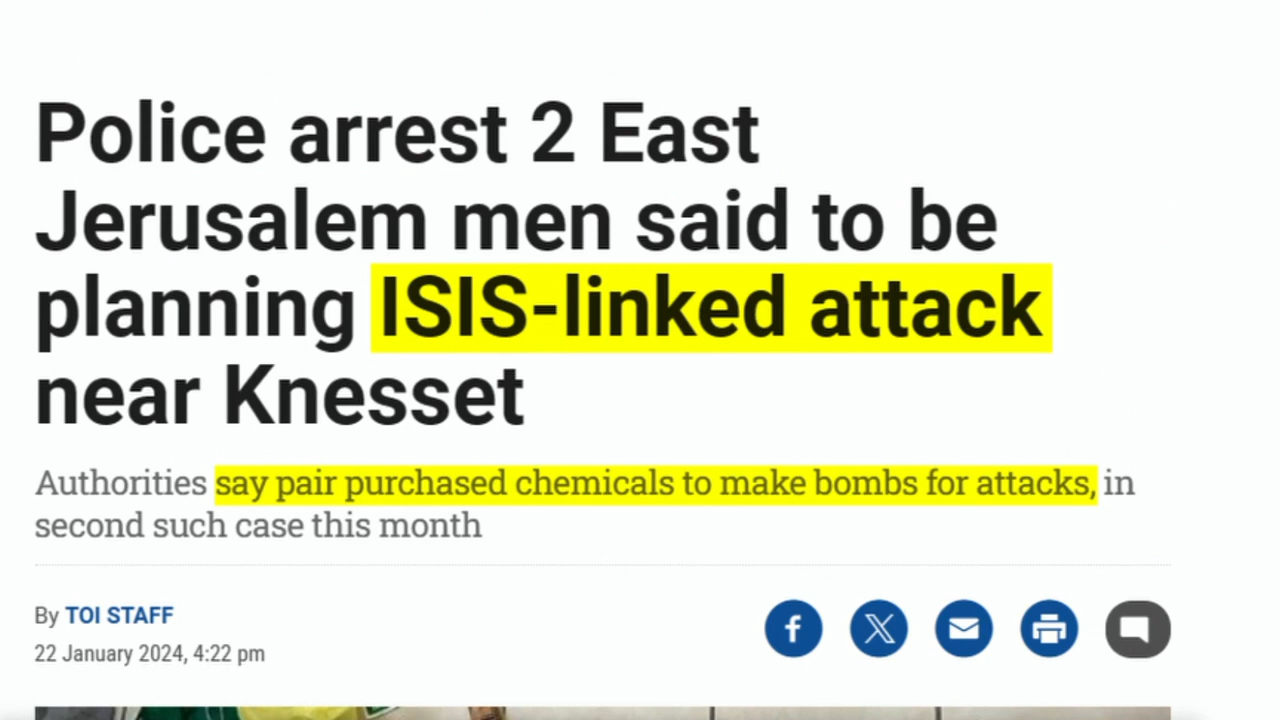 Police arrest 2 East
Jerusalem men said to be
planning ISIS-linked attack
near Knesset
Authorities say pair purchased chemicals to make bombs for attacks, in
second such case this month
By TOI STAFF
22 January 2024, 4:22 pm